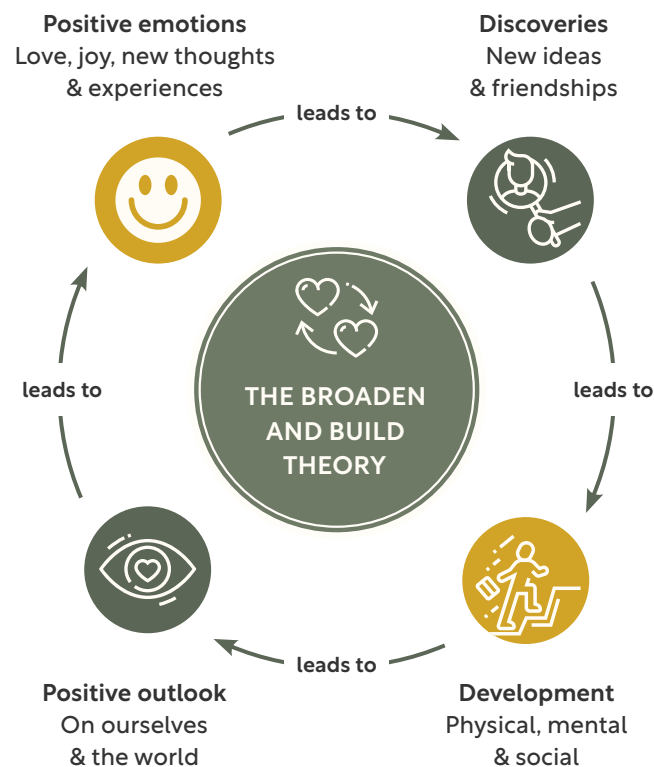 Positive emotions
Love, joy, new thoughts
& experiences
Discoveries
New ideas
& friendships
leads to
leads to
leads to
THE BROADEN
AND BUILD
THEORY
leads to
Positive outlook
On ourselves
& the world
Development
Physical, mental
& social